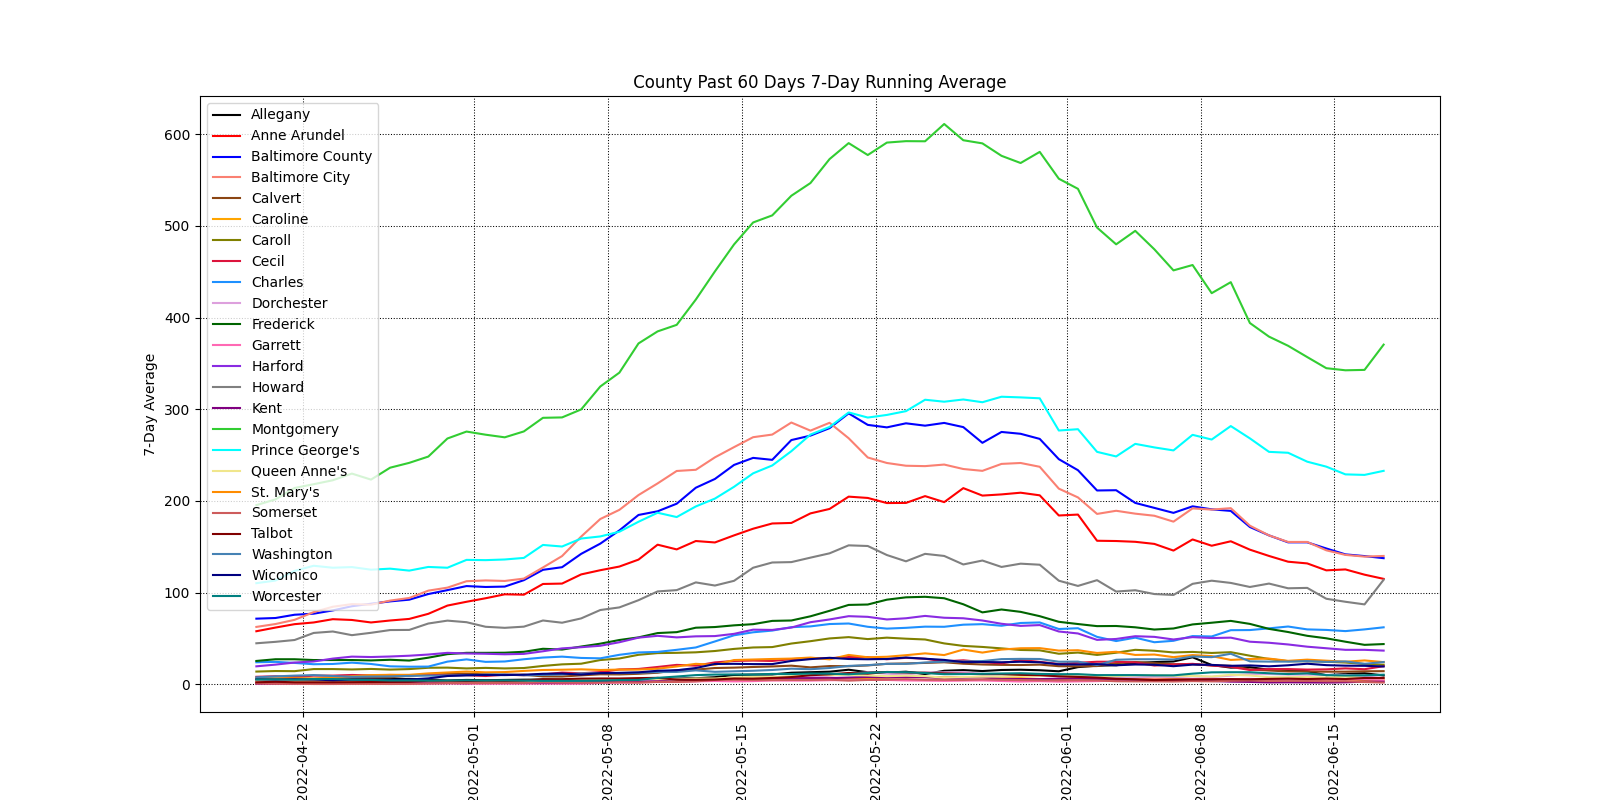 County Past 60 Days 7-Day Running Average
7-Day Average
600
500
400
300
200
100
0
Allegany
Anne Arundel
Baltimore County
Baltimore City
Calvert
Caroline
Caroll
Cecil
Charles
Dorchester
Frederick
Garrett
Harford
Howard
Kent
Montgomery
Prince George's
Queen Anne's
St. Mary's
Somerset
Talbot
Washington
Wicomico
Worcester
2022-04-22
2022-05-01
2022-05-08
2022-05-15
2022-05-22
2022-06-01
2022-06-08
2022-06-15